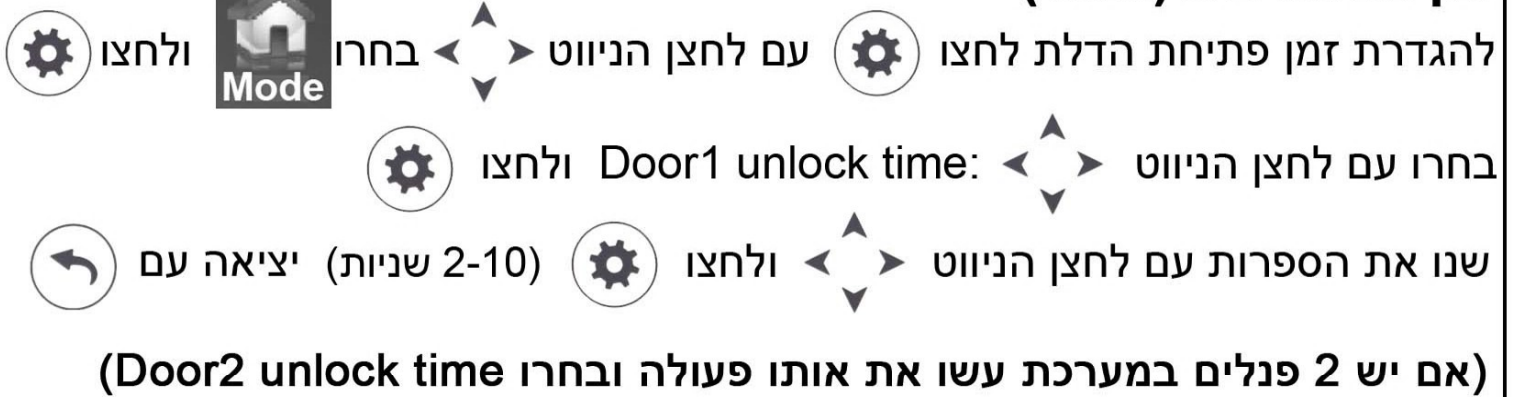 להגדרת זמן פתיחת הדלת לחצו עם לחצן הניווט בחרו Mode ולחצו
בחרו עם לחצן הניווט Door1 unlock time: ולחצו
שנו את הספרות עם לחצן הניווט ולחצו (2-10 שניות) יציאה עם
(אם יש 2 פנלים במערכת עשו את אותו פעולה ובחרו Door2 unlock time)